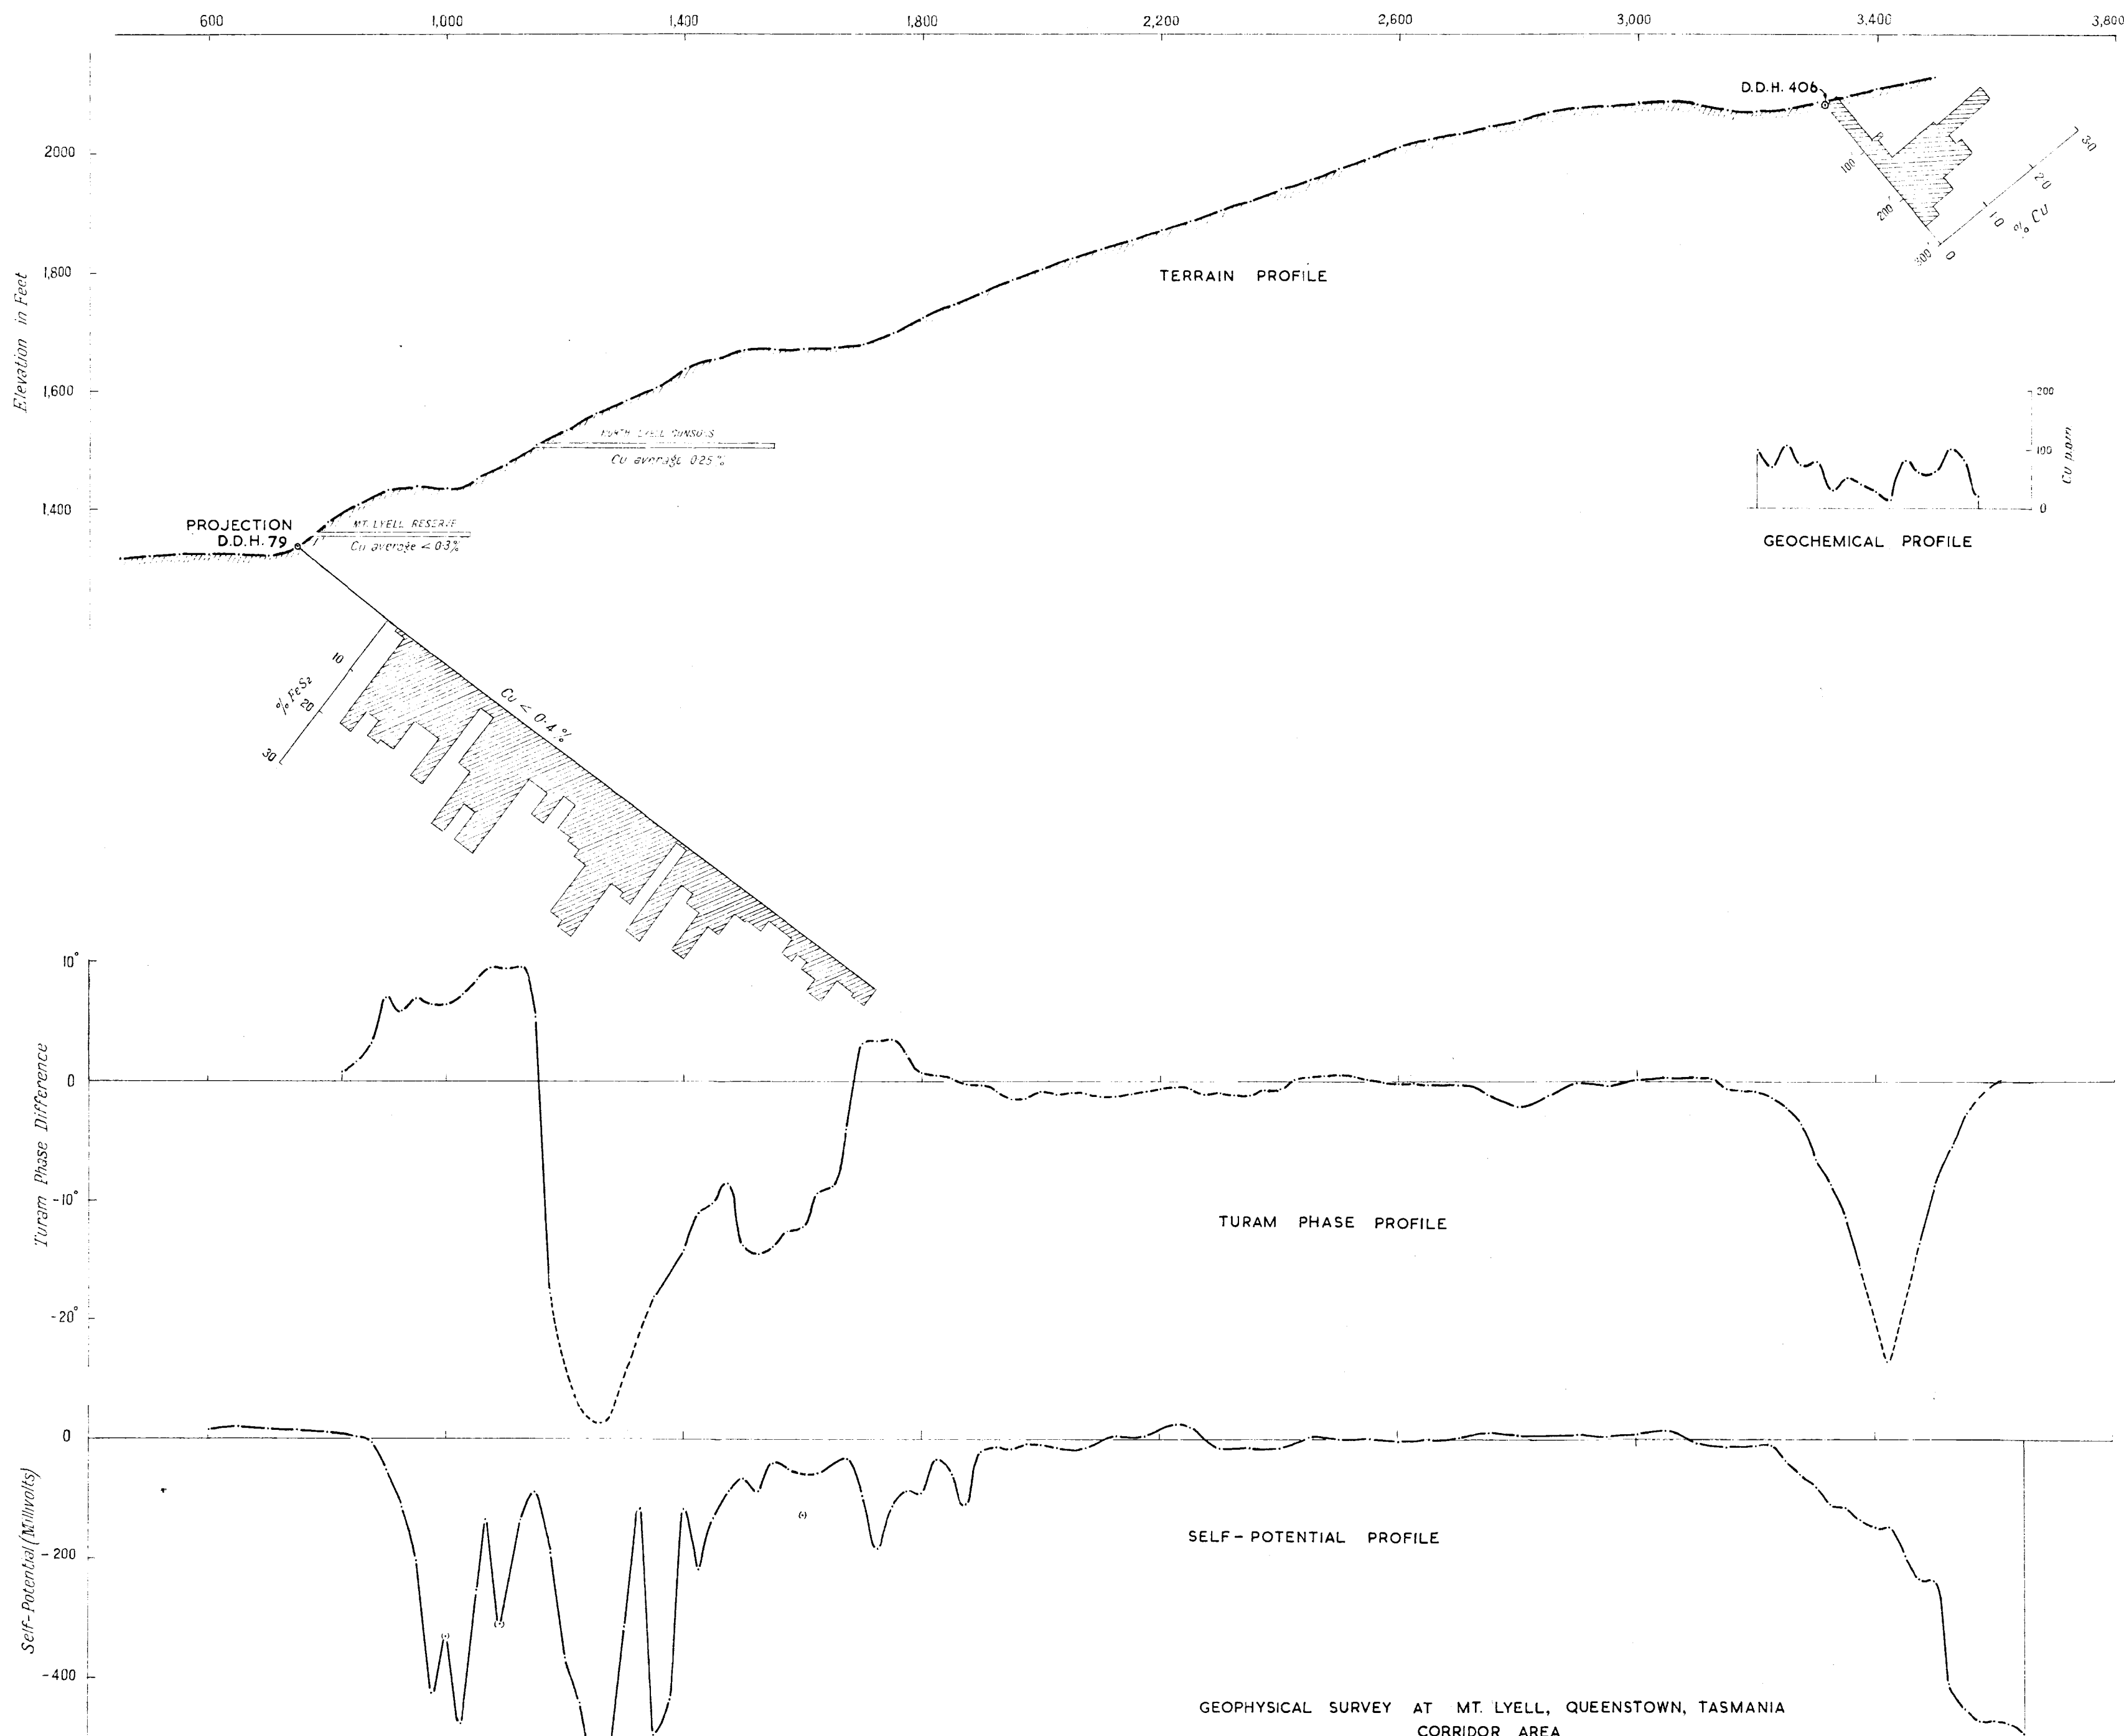 600 1,000 1,400 1,800 2,200 2,600 3,000 3,400 3,800
D.D.H. 406
2000
100'
200'
300'
0
10
20
30
% Cu
1,800
TERRAIN PROFILE
Elevation in Feet
1,600
200
100
0
Cu p.p.m
NORTH LYELL CONSOLS
Cu average 0.25%
1,400
PROJECTION
D.D.H. 79
MT. LYELL RESERVE
Cu average < 0.3%
GEOCHEMICAL PROFILE
10
20
30
% FeS2
Cu < 0.4%
10°
0
-10°
-20°
Turam Phase Difference
TURAM PHASE PROFILE
0
-200
-400
Self-Potential (Millivolts)
SELF-POTENTIAL PROFILE
GEOPHYSICAL SURVEY AT MT. LYELL, QUEENSTOWN, TASMANIA
CORRIDOR AREA